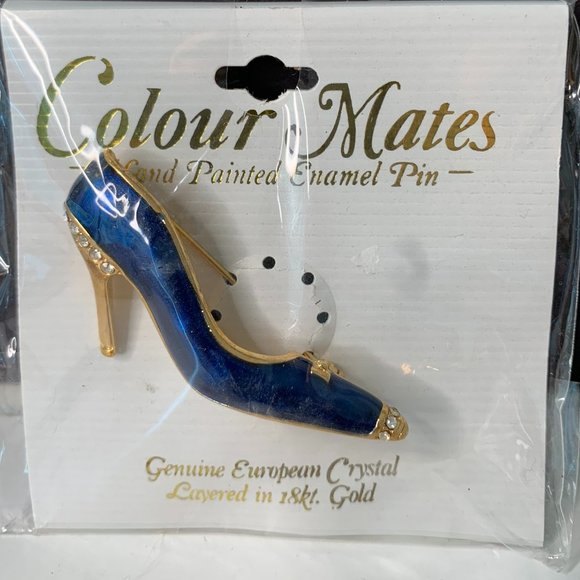 Colour Mates
Hand Painted Enamel Pin
Genuine European Crystal
Layered in 18kt. Gold